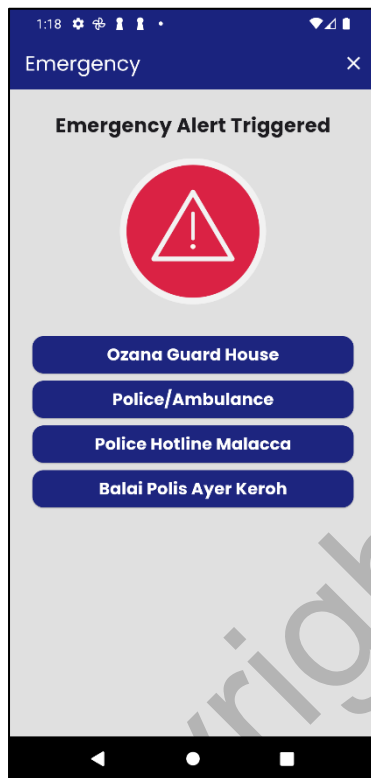 1:18
Emergency
Emergency Alert Triggered
Ozana Guard House
Police/Ambulance
Police Hotline Malacca
Balai Polis Ayer Keroh